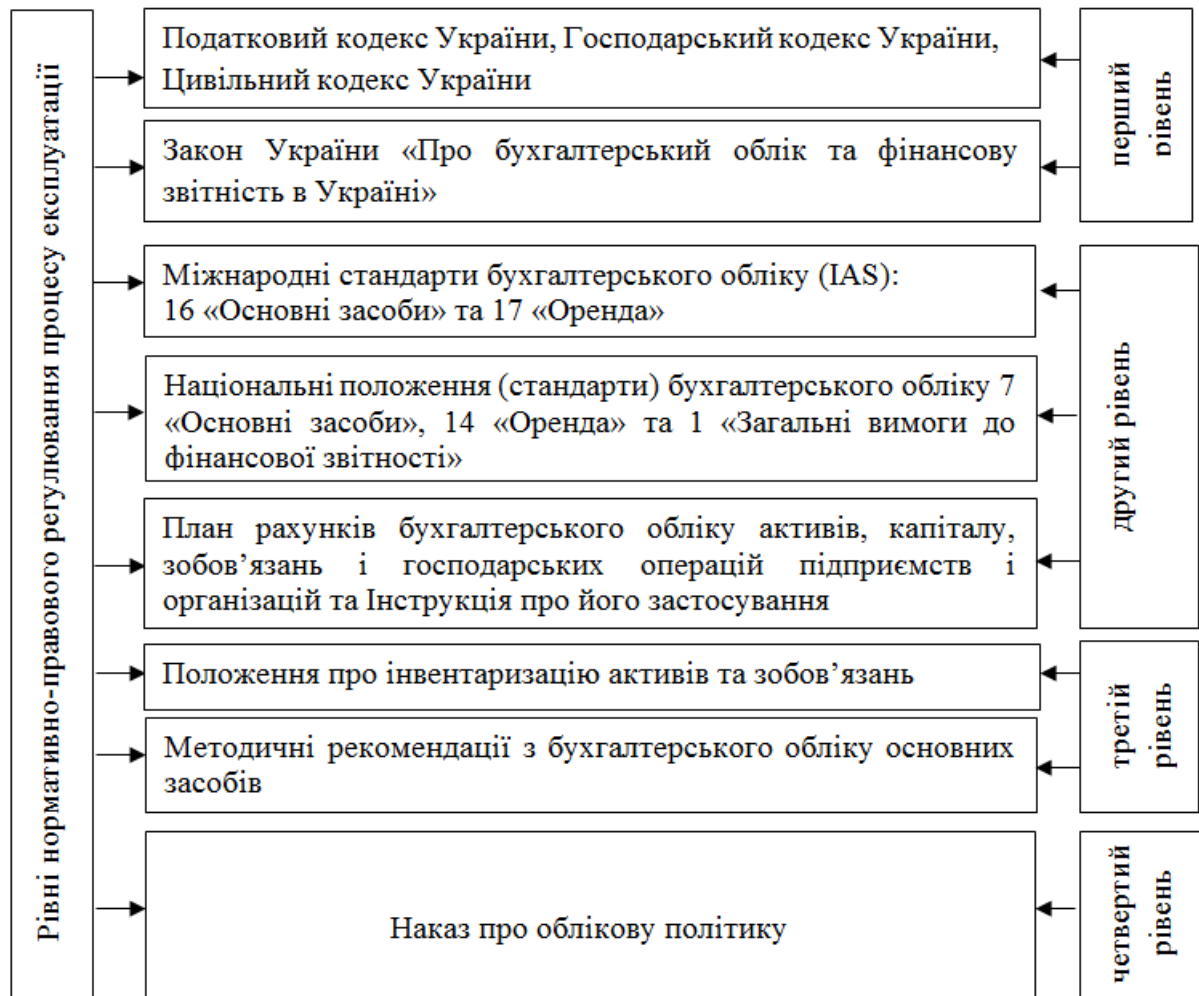 Рівні нормативно-правового регулювання процесу експлуатації
Податковий кодекс України, Господарський кодекс України,
Цивільний кодекс України
Закон України «Про бухгалтерський облік та фінансову
звітність в Україні»
перший
рівень
Міжнародні стандарти бухгалтерського обліку (IAS):
16 «Основні засоби» та 17 «Оренда»
Національні положення (стандарти) бухгалтерського обліку 7
«Основні засоби», 14 «Оренда» та 1 «Загальні вимоги до
фінансової звітності»
План рахунків бухгалтерського обліку активів, капіталу,
зобов’язань і господарських операцій підприємств і
організацій та Інструкція про його застосування
другий рівень
Положення про інвентаризацію активів та зобов’язань
Методичні рекомендації з бухгалтерського обліку основних
засобів
третій
рівень
Наказ про облікову політику
четвертий
рівень